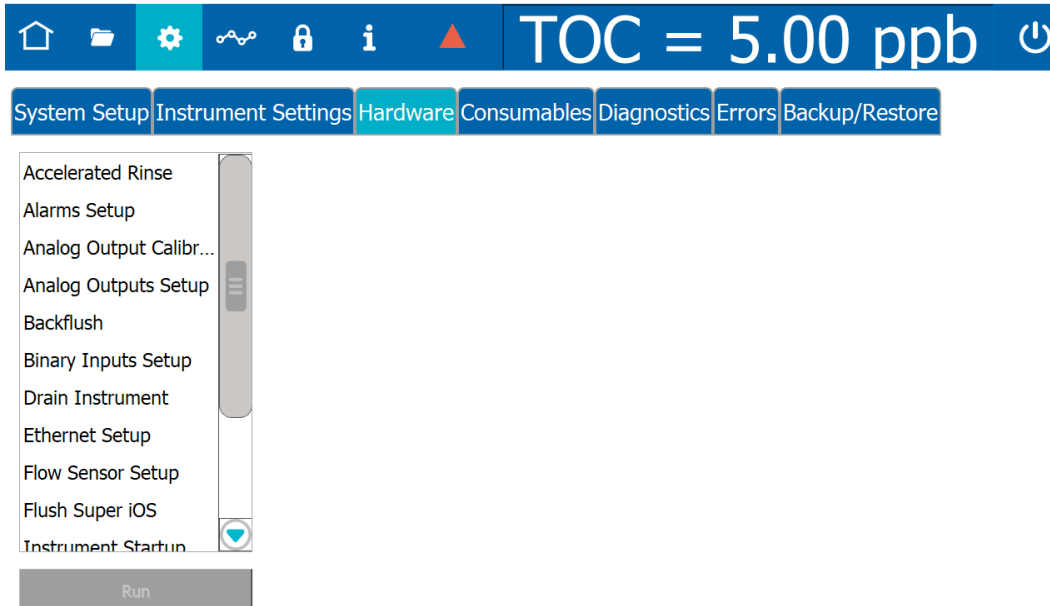 TOC = 5.00 ppb
System Setup Instrument Settings Hardware Consumables Diagnostics Errors Backup/Restore
Accelerated Rinse
Alarms Setup
Analog Output Calibr...
Analog Outputs Setup
Backflush
Binary Inputs Setup
Drain Instrument
Ethernet Setup
Flow Sensor Setup
Flush Super iOS
Instrument Startup
Run